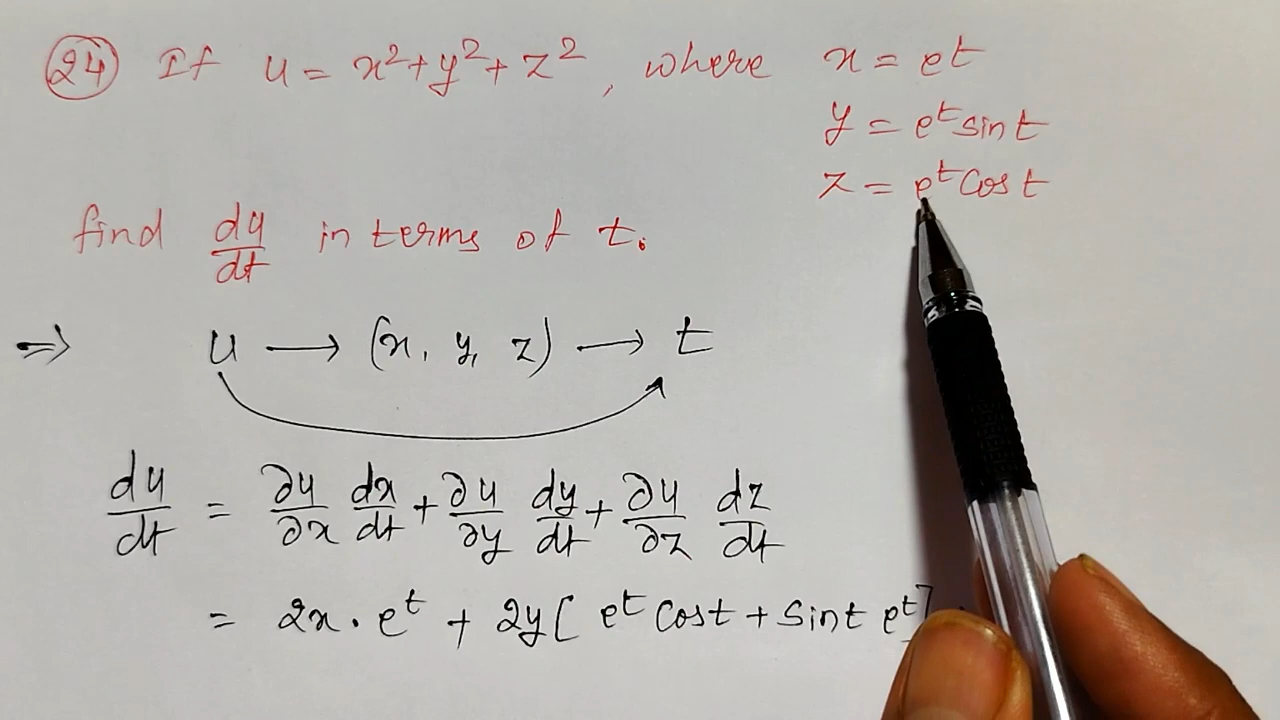 24 If u = x² + y² + z², where x = eᵗ
y = eᵗ sin t
z = eᵗ Cos t
find du/dt in terms of t.
⇒ u → (x, y, z) → t
du/dt = ∂u/∂x dx/dt + ∂u/∂y dy/dt + ∂u/∂z dz/dt
= 2x · eᵗ + 2y [ eᵗ Cos t + Sin t eᵗ]